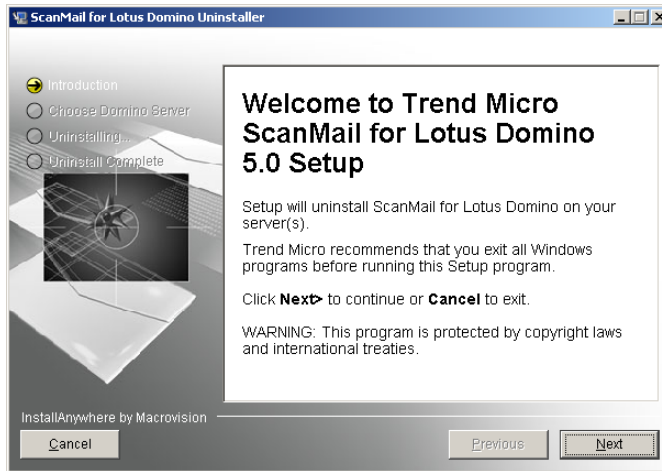 ScanMail for Lotus Domino Uninstaller
Introduction
Choose Domino Server
Uninstalling...
Uninstall Complete
Welcome to Trend Micro
ScanMail for Lotus Domino
5.0 Setup
Setup will uninstall ScanMail for Lotus Domino on your
server(s).
Trend Micro recommends that you exit all Windows
programs before running this Setup program.
Click Next> to continue or Cancel to exit.
WARNING: This program is protected by copyright laws
and international treaties.
InstallAnywhere by Macrovision
Cancel
Previous
Next